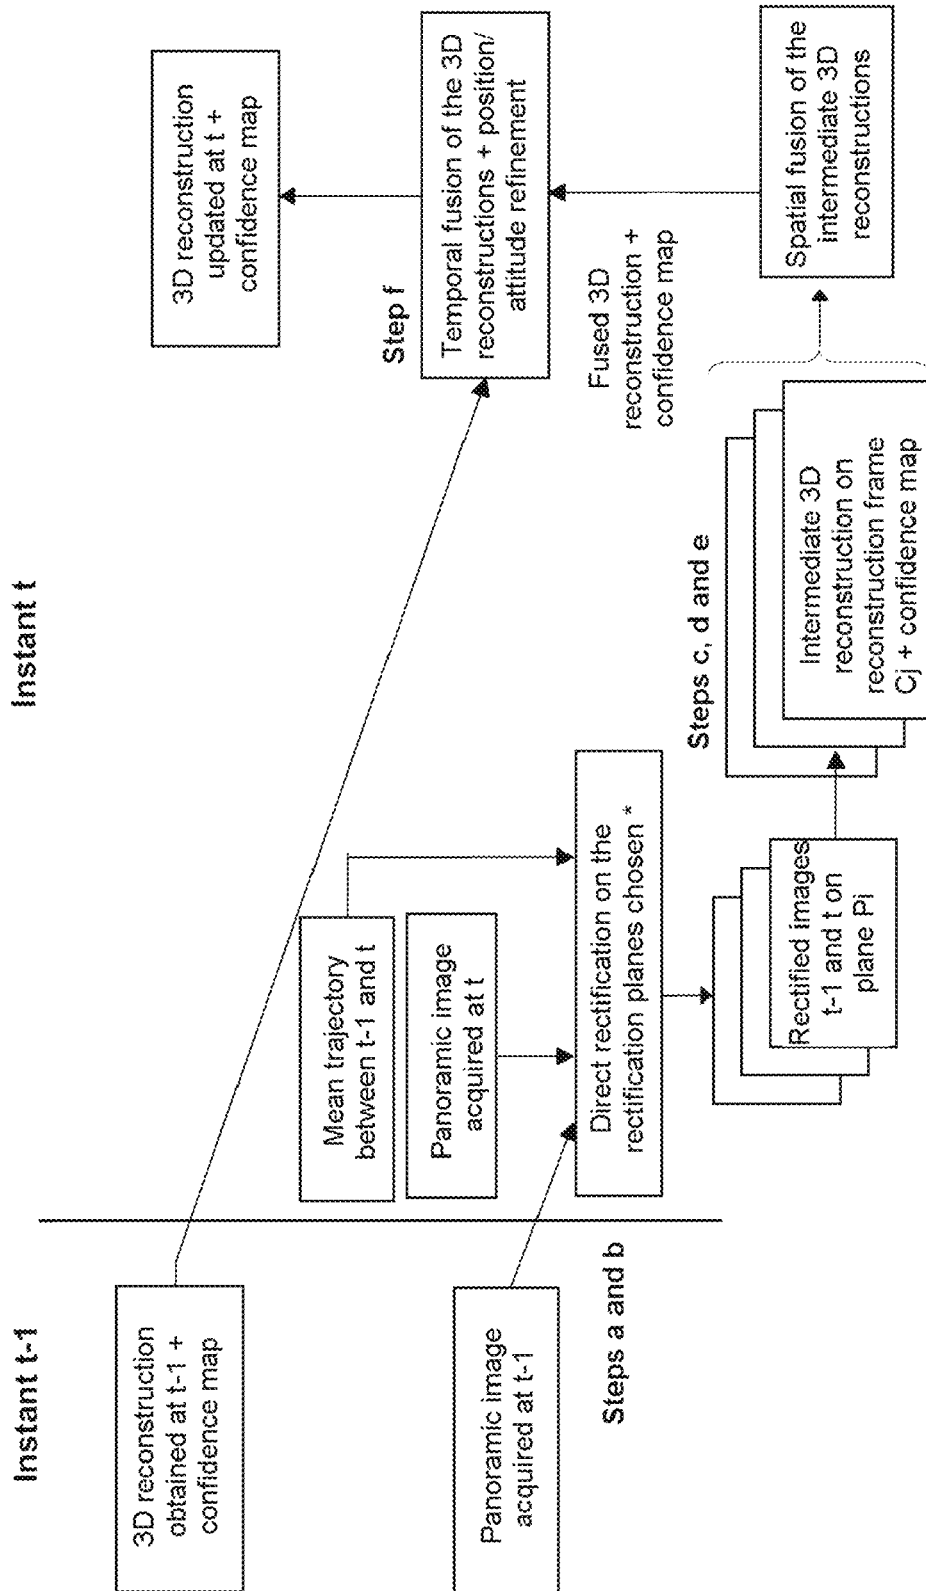 Instant t-1
Instant t
3D reconstruction
obtained at t-1 +
confidence map
Panoramic image
acquired at t-1
Steps a and b
Mean trajectory
between t-1 and t
Panoramic image
acquired at t
Direct rectification on the
rectification planes chosen *
Rectified images
t-1 and t on
plane Pi
Steps c, d and e
Intermediate 3D
reconstruction on
reconstruction frame
Cj + confidence map
3D reconstruction
updated at t +
confidence map
Step f
Temporal fusion of the 3D
reconstructions + position/
attitude refinement
Fused 3D
reconstruction +
confidence map
Spatial fusion of the
intermediate 3D
reconstructions